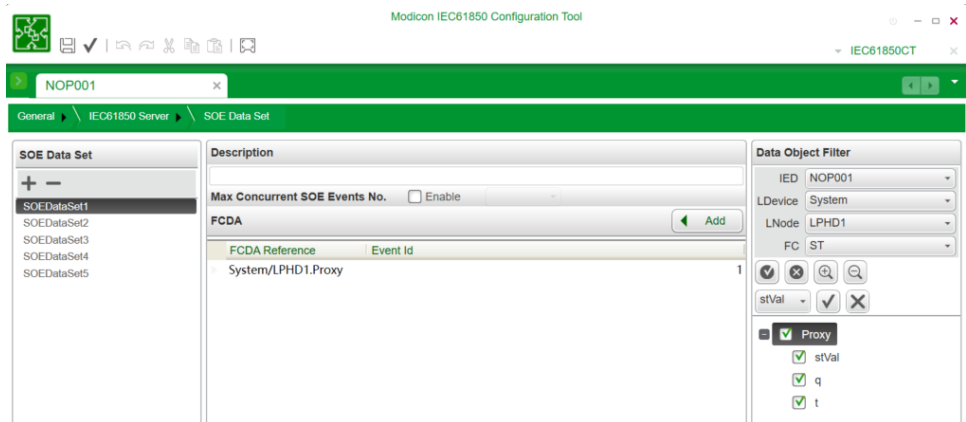 Modicon IEC61850 Configuration Tool
IEC61850CT
NOP001
General
IEC61850 Server
SOE Data Set
SOE Data Set
SOEDataSet1
SOEDataSet2
SOEDataSet3
SOEDataSet4
SOEDataSet5
Description
Max Concurrent SOE Events No. Enable
FCDA Add
FCDA Reference Event Id
System/LPHD1.Proxy 1
Data Object Filter
IED NOP001
LDevice System
LNode LPHD1
FC ST
stVal
Proxy
stVal
q
t